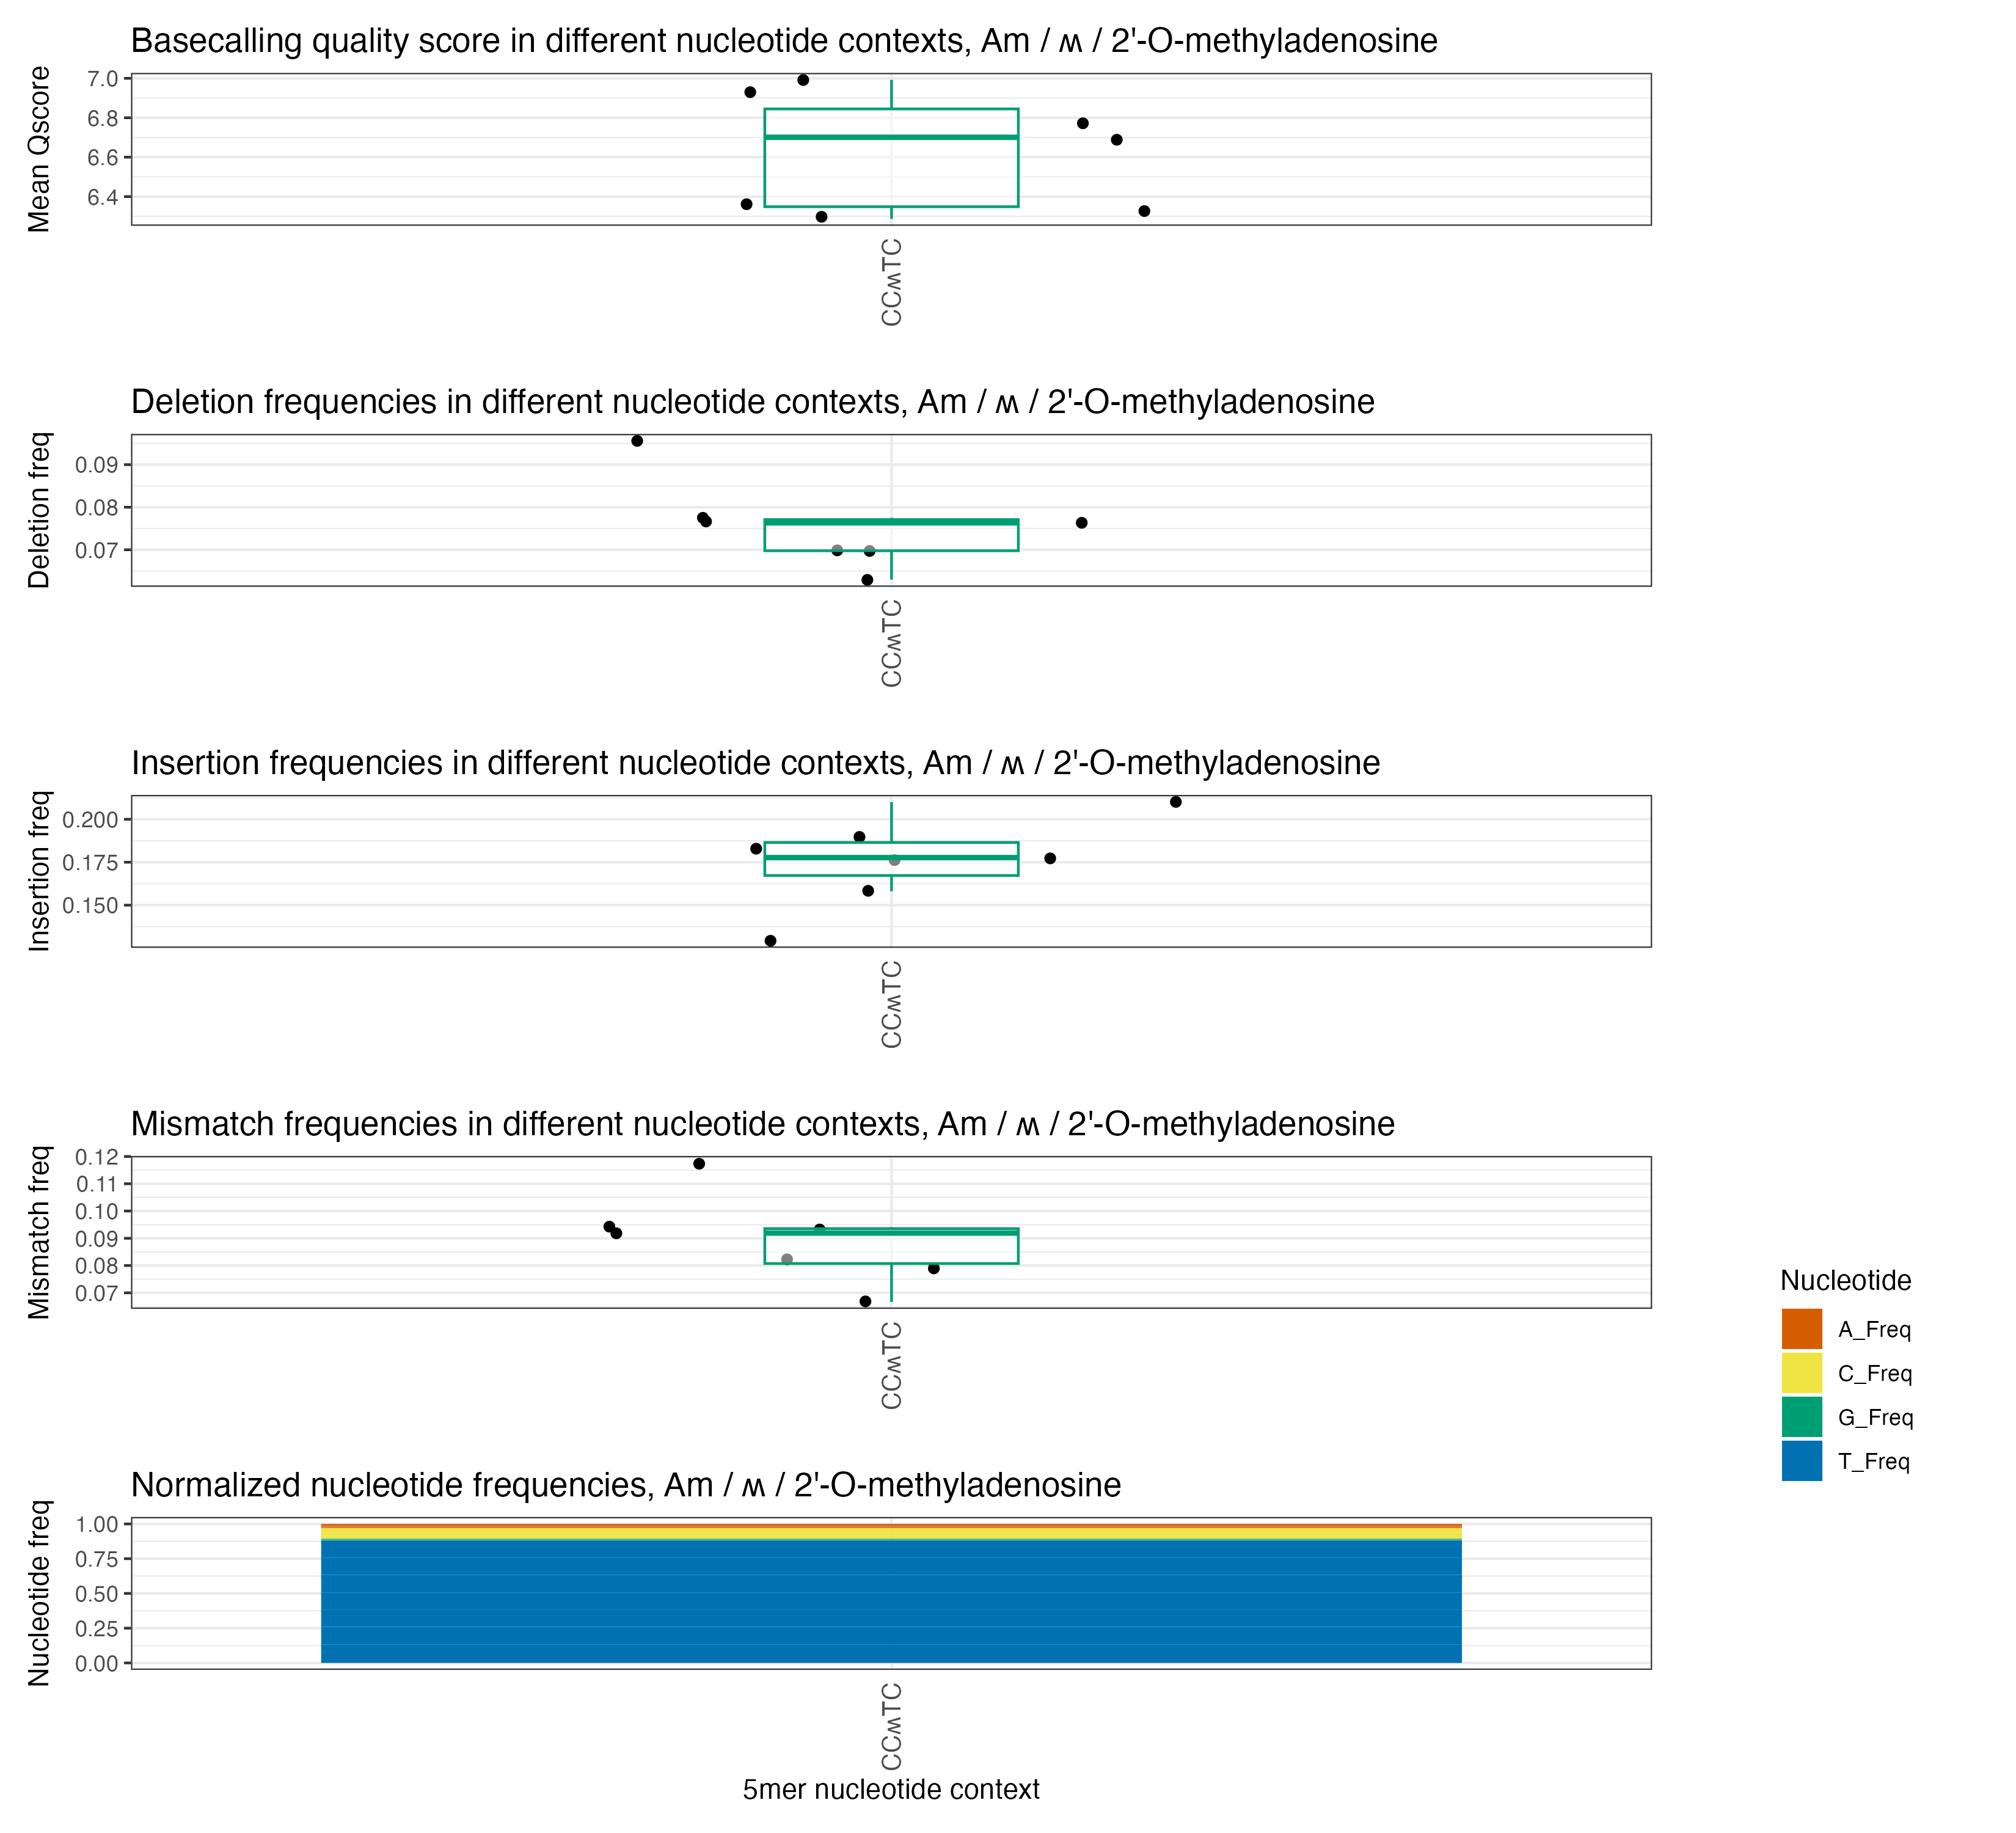 Basecalling quality score in different nucleotide contexts, Am / ʍ / 2'-O-methyladenosine
Mean Qscore
7.0
6.8
6.6
6.4
CCʍTC
Deletion frequencies in different nucleotide contexts, Am / ʍ / 2'-O-methyladenosine
Deletion freq
0.09
0.08
0.07
CCʍTC
Insertion frequencies in different nucleotide contexts, Am / ʍ / 2'-O-methyladenosine
Insertion freq
0.200
0.175
0.150
CCʍTC
Mismatch frequencies in different nucleotide contexts, Am / ʍ / 2'-O-methyladenosine
Mismatch freq
0.12
0.11
0.10
0.09
0.08
0.07
CCʍTC
Nucleotide
A_Freq
C_Freq
G_Freq
T_Freq
Normalized nucleotide frequencies, Am / ʍ / 2'-O-methyladenosine
Nucleotide freq
1.00
0.75
0.50
0.25
0.00
CCʍTC
5mer nucleotide context